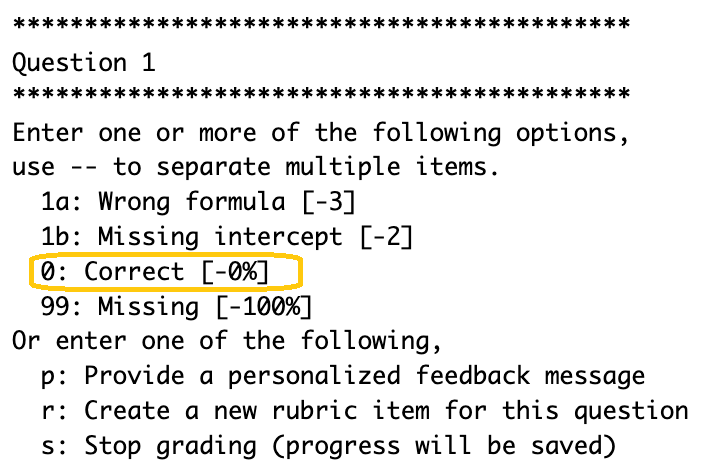 *******************************************
Question 1
*******************************************
Enter one or more of the following options,
use -- to separate multiple items.
1a: Wrong formula [-3]
1b: Missing intercept [-2]
0: Correct [-0%]
99: Missing [-100%]
Or enter one of the following,
p: Provide a personalized feedback message
r: Create a new rubric item for this question
s: Stop grading (progress will be saved)